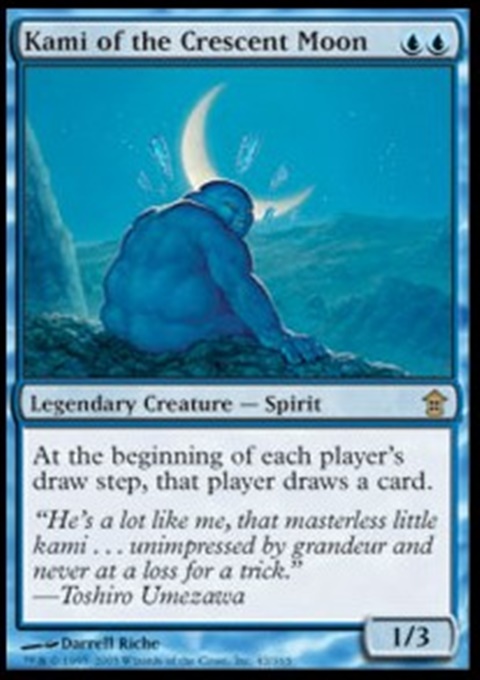 Kami of the Crescent Moon
Legendary Creature — Spirit
At the beginning of each player's
draw step, that player draws a card.
"He's a lot like me, that masterless little
kami . . . unimpressed by grandeur and
never at a loss for a trick."
—Toshiro Umezawa
Darrell Riche
1/3